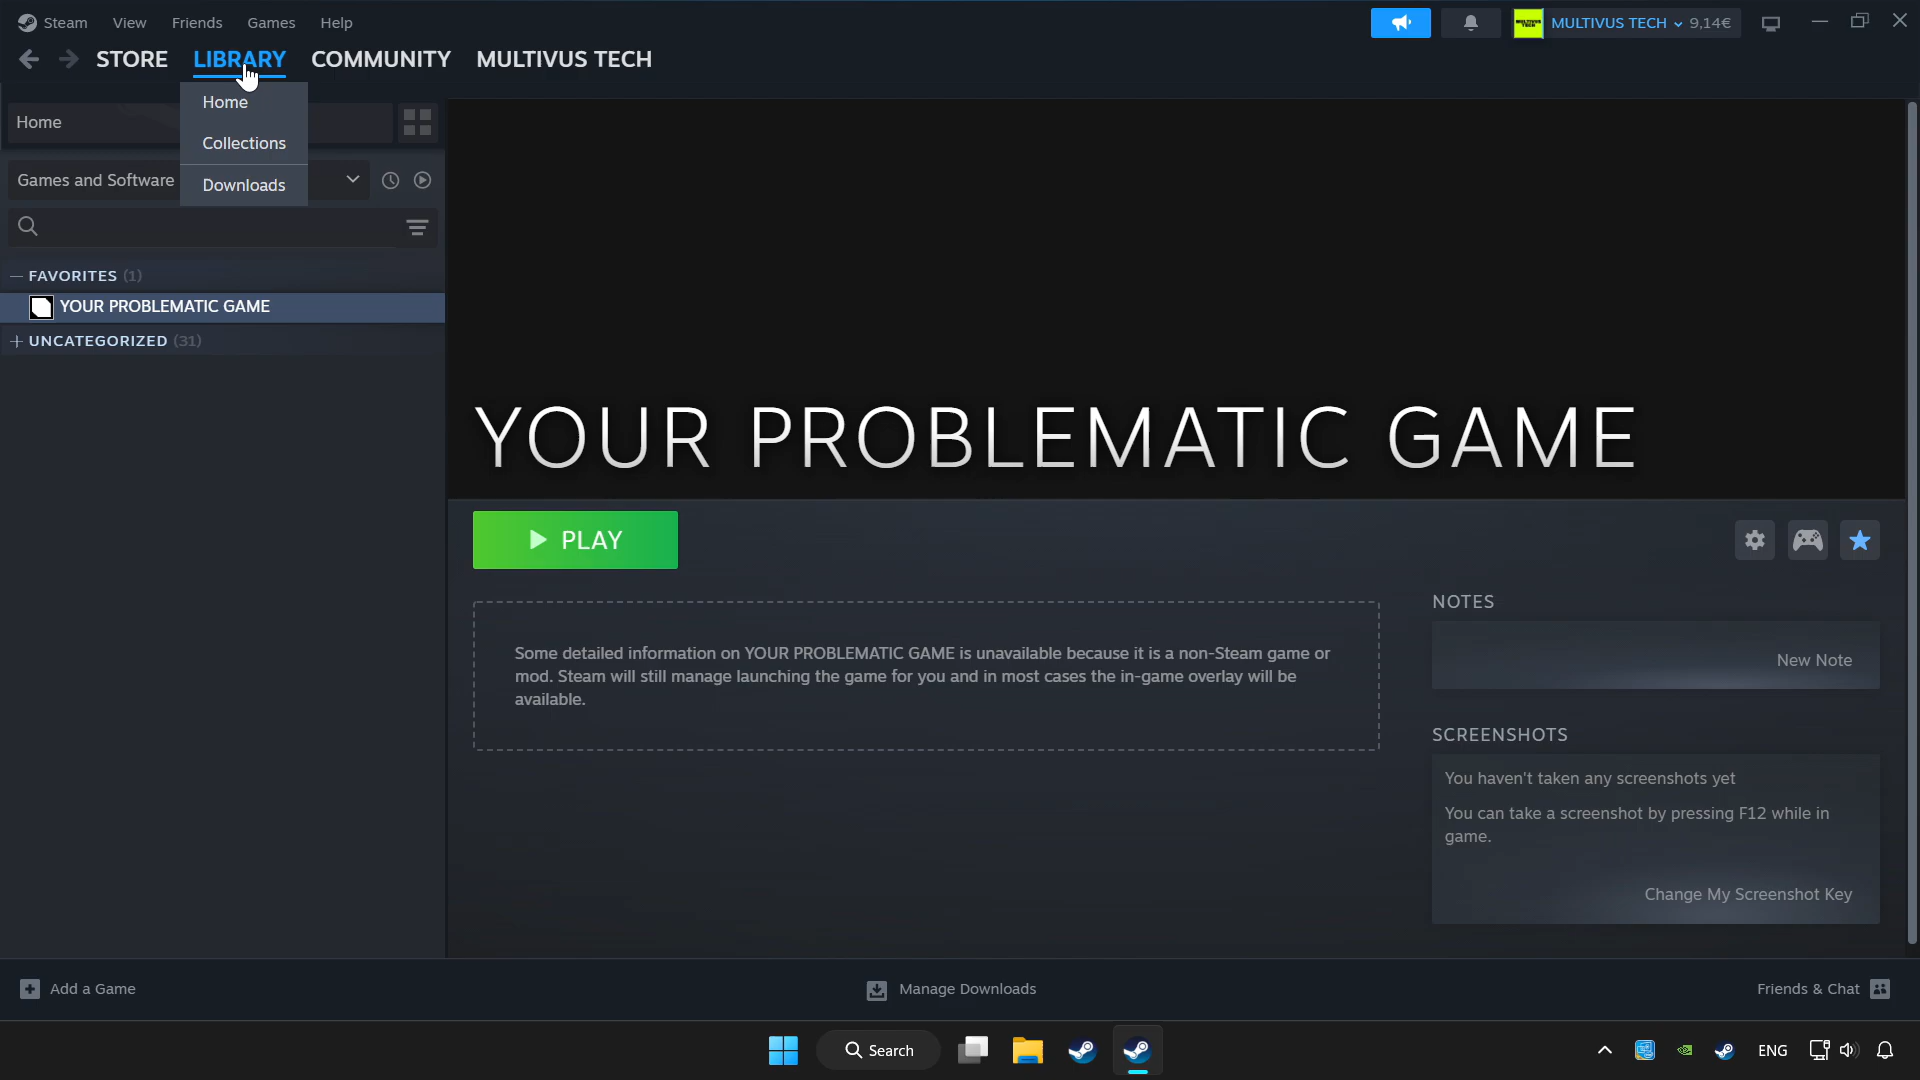 Steam View Friends Games Help
MULTIVUS TECH 9,14€
STORE LIBRARY COMMUNITY MULTIVUS TECH
Home
Collections
Downloads
Home
Games and Software
FAVORITES (1)
YOUR PROBLEMATIC GAME
UNCATEGORIZED (31)
YOUR PROBLEMATIC GAME
PLAY
Some detailed information on YOUR PROBLEMATIC GAME is unavailable because it is a non-Steam game or
mod. Steam will still manage launching the game for you and in most cases the in-game overlay will be
available.
NOTES
New Note
SCREENSHOTS
You haven't taken any screenshots yet
You can take a screenshot by pressing F12 while in
game.
Change My Screenshot Key
Add a Game
Manage Downloads
Friends & Chat
Search
ENG